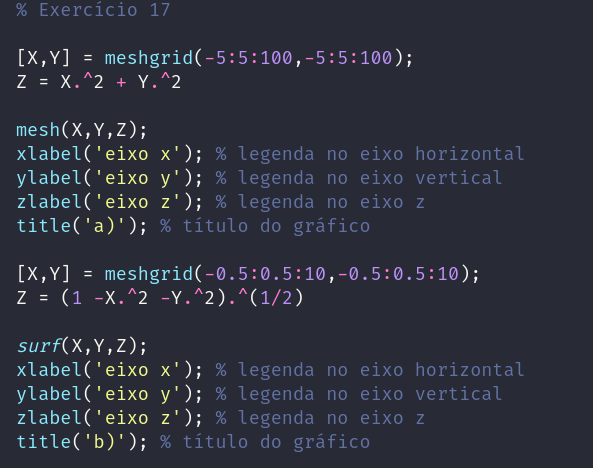 % Exercício 17
[X,Y] = meshgrid(-5:5:100,-5:5:100);
Z = X.^2 + Y.^2
mesh(X,Y,Z);
xlabel('eixo x'); % legenda no eixo horizontal
ylabel('eixo y'); % legenda no eixo vertical
zlabel('eixo z'); % legenda no eixo z
title('a)'); % título do gráfico
[X,Y] = meshgrid(-0.5:0.5:10,-0.5:0.5:10);
Z = (1 -X.^2 -Y.^2).^(1/2)
surf(X,Y,Z);
xlabel('eixo x'); % legenda no eixo horizontal
ylabel('eixo y'); % legenda no eixo vertical
zlabel('eixo z'); % legenda no eixo z
title('b)'); % título do gráfico